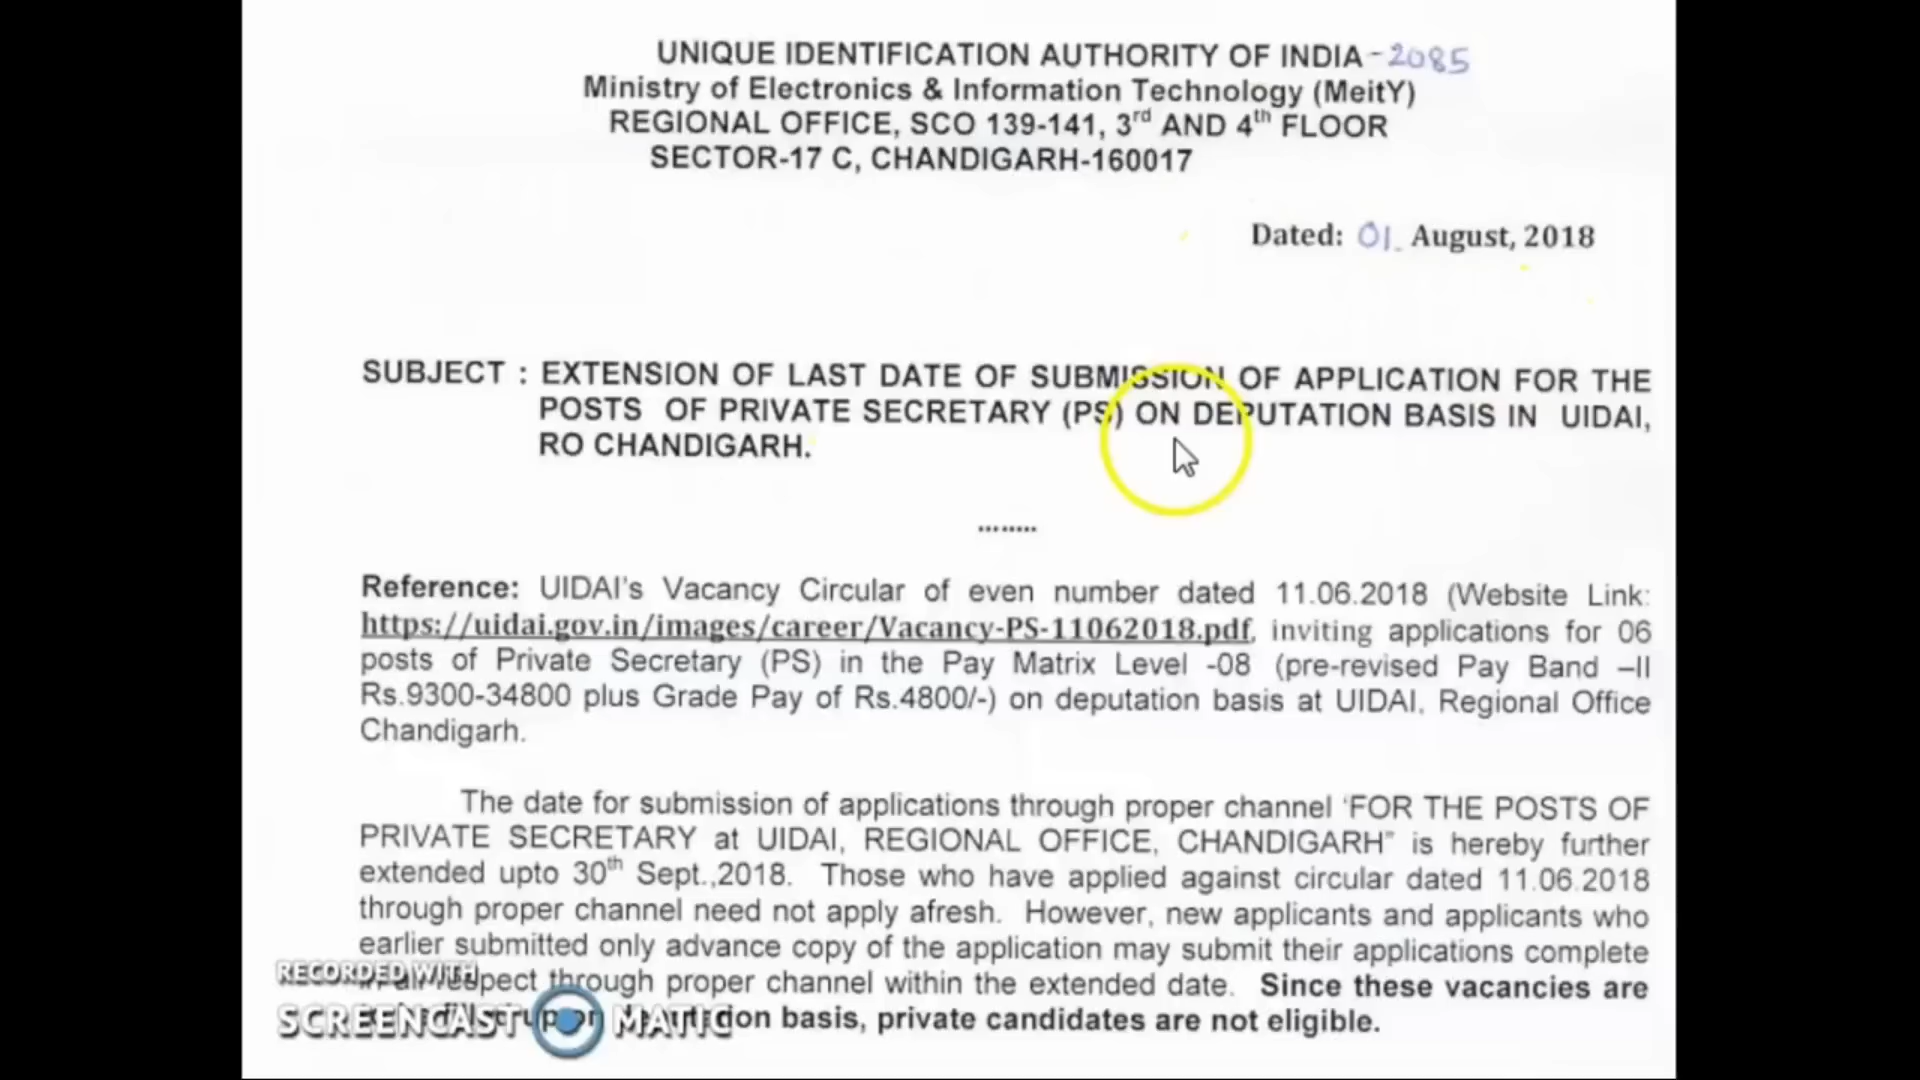 UNIQUE IDENTIFICATION AUTHORITY OF INDIA-2085
Ministry of Electronics & Information Technology (MeitY)
REGIONAL OFFICE, SCO 139-141, 3rd AND 4th FLOOR
SECTOR-17 C, CHANDIGARH-160017
Dated: 01. August, 2018
SUBJECT : EXTENSION OF LAST DATE OF SUBMISSION OF APPLICATION FOR THE
POSTS OF PRIVATE SECRETARY (PS) ON DEPUTATION BASIS IN UIDAI,
RO CHANDIGARH.
.........
Reference: UIDAI's Vacancy Circular of even number dated 11.06.2018 (Website Link:
https://uidai.gov.in/images/career/Vacancy-PS-11062018.pdf, inviting applications for 06
posts of Private Secretary (PS) in the Pay Matrix Level -08 (pre-revised Pay Band –II
Rs.9300-34800 plus Grade Pay of Rs.4800/-) on deputation basis at UIDAI, Regional Office
Chandigarh.
The date for submission of applications through proper channel 'FOR THE POSTS OF
PRIVATE SECRETARY at UIDAI, REGIONAL OFFICE, CHANDIGARH" is hereby further
extended upto 30th Sept.,2018. Those who have applied against circular dated 11.06.2018
through proper channel need not apply afresh. However, new applicants and applicants who
earlier submitted only advance copy of the application may submit their applications complete
respect through proper channel within the extended date. Since these vacancies are
basis, private candidates are not eligible.
RECORDED WITH
SCREENCAST MATIC